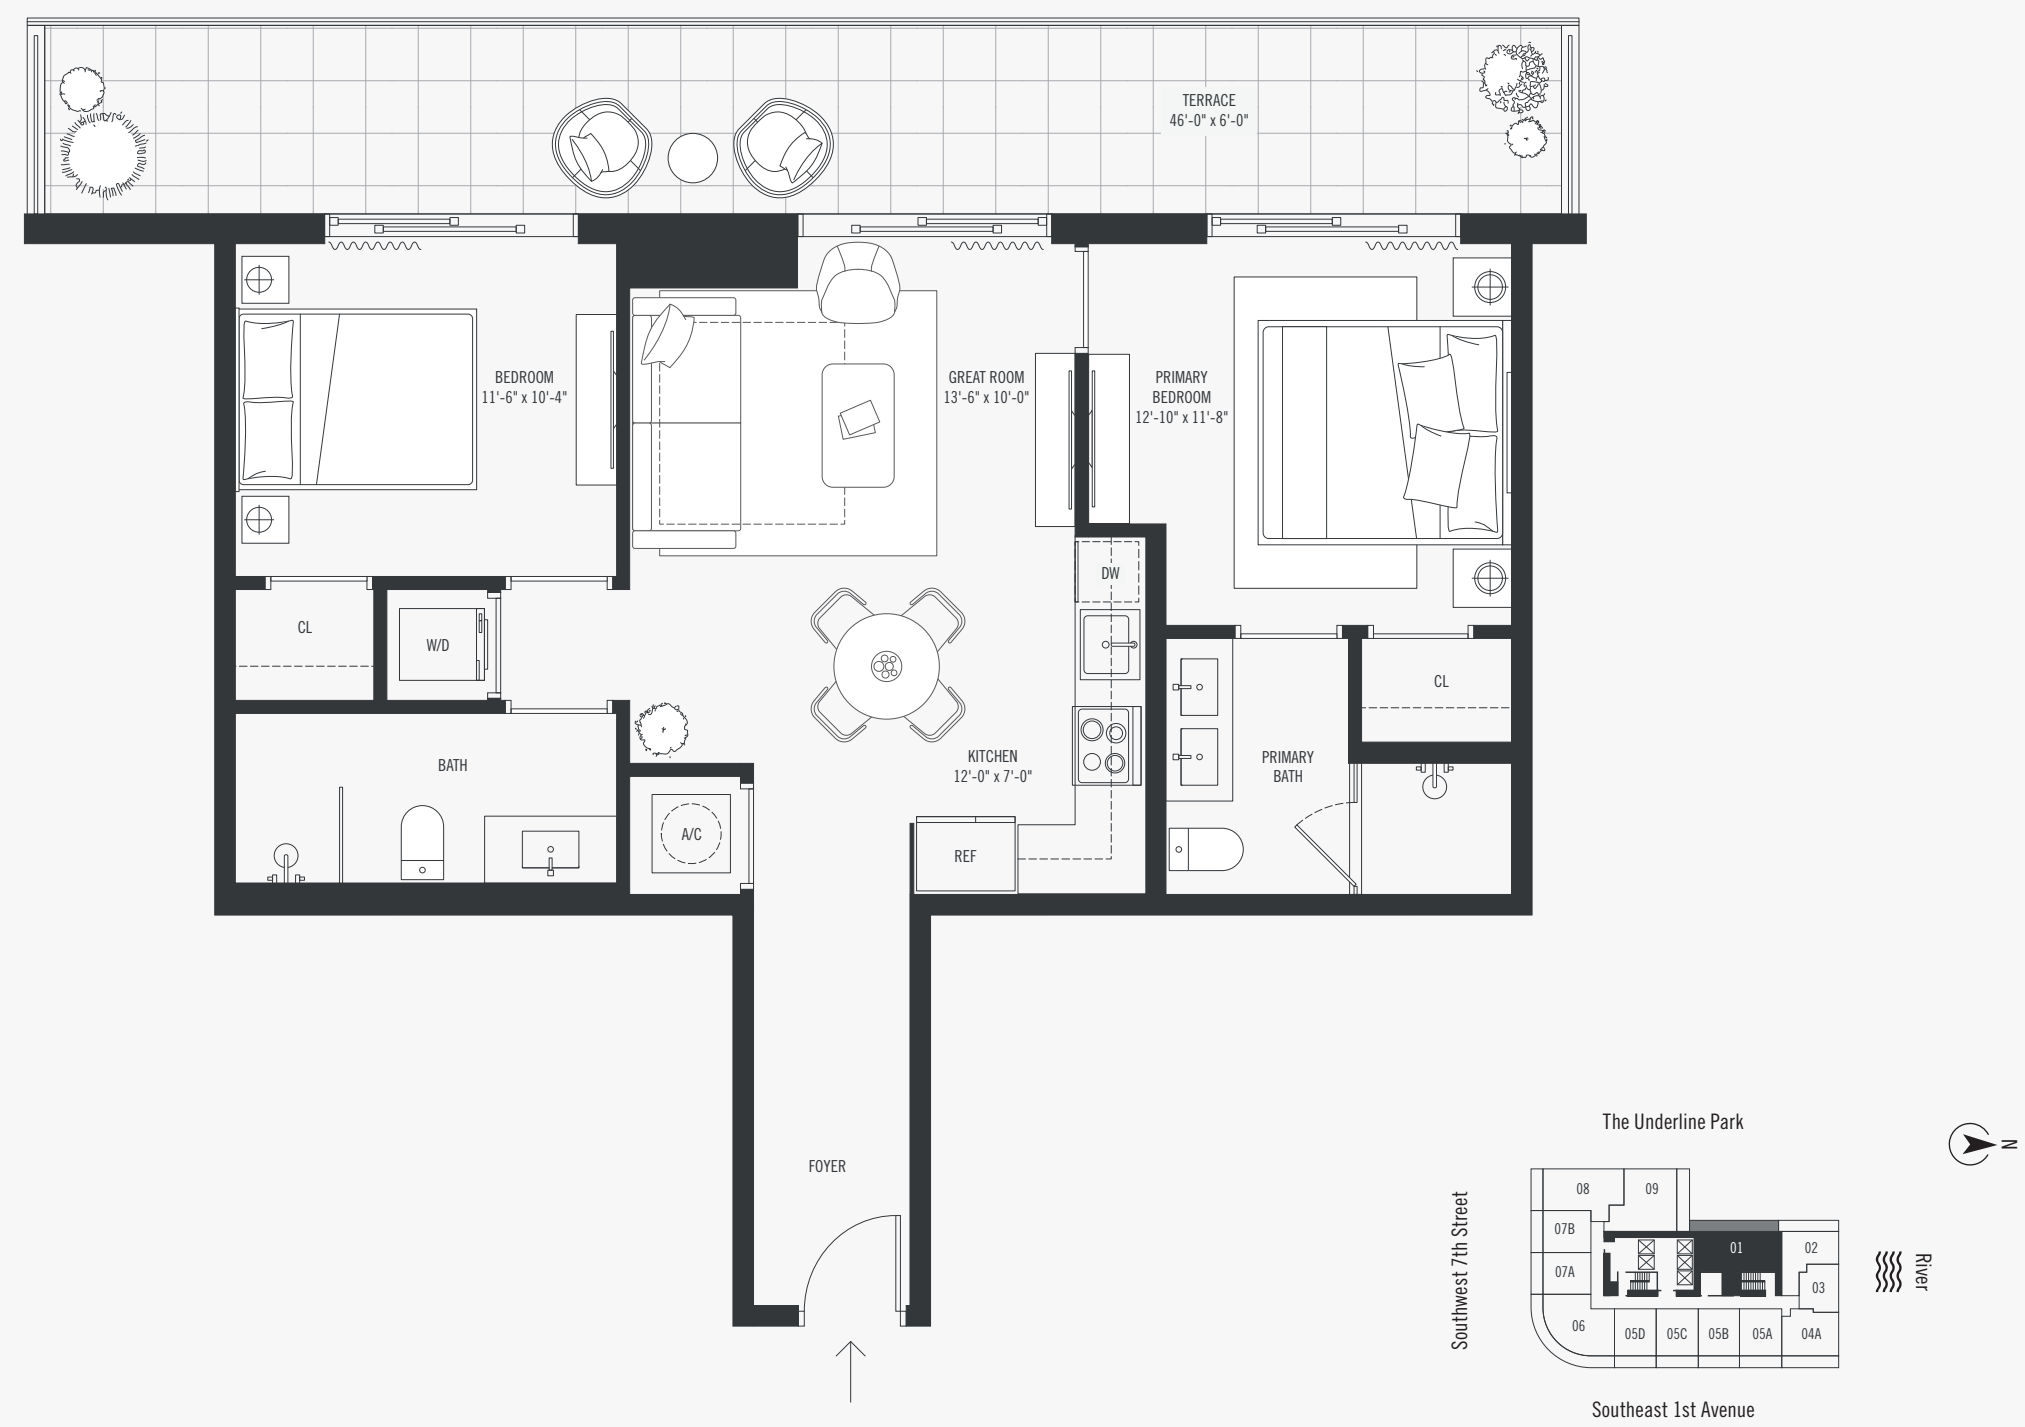 TERRACE
46'-0" x 6'-0"
BEDROOM
11'-6" x 10'-4"
GREAT ROOM
13'-6" x 10'-0"
PRIMARY
BEDROOM
12'-10" x 11'-8"
DW
CL
W/D
CL
BATH
KITCHEN
12'-0" x 7'-0"
PRIMARY
BATH
A/C
REF
FOYER
The Underline Park
N
Southwest 7th Street
08
09
07B
01
02
07A
03
06
05D
05C
05B
05A
04A
River
Southeast 1st Avenue